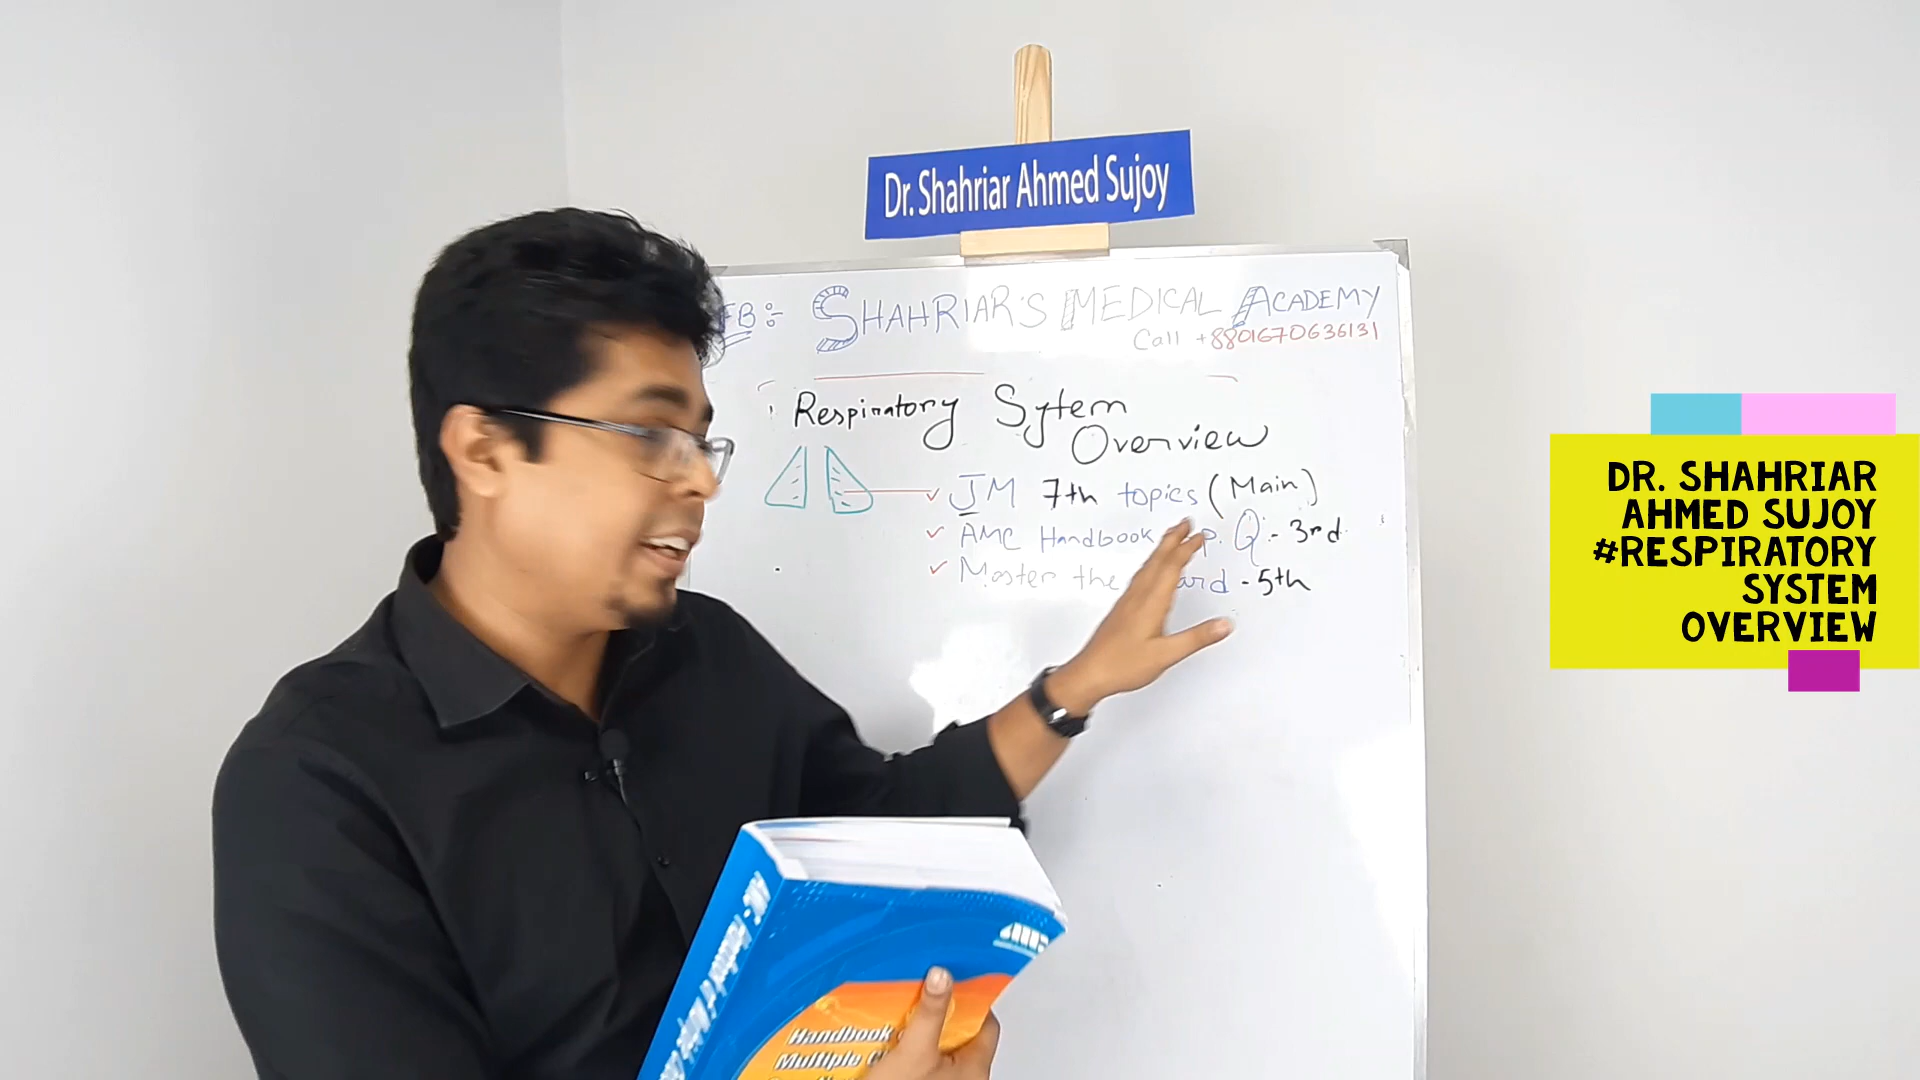 Dr. Shahriar Ahmed Sujoy
FB:- SHAHRIAR'S MEDICAL ACADEMY
Call +8801670636131
Respiratory Sytem
Overview
JM 7th topics (Main)
AMC Handbook p. Q:- 3rd
Master the ard - 5th
DR. SHAHRIAR
AHMED SUJOY
#RESPIRATORY
SYSTEM
OVERVIEW
Handbook
Multiple